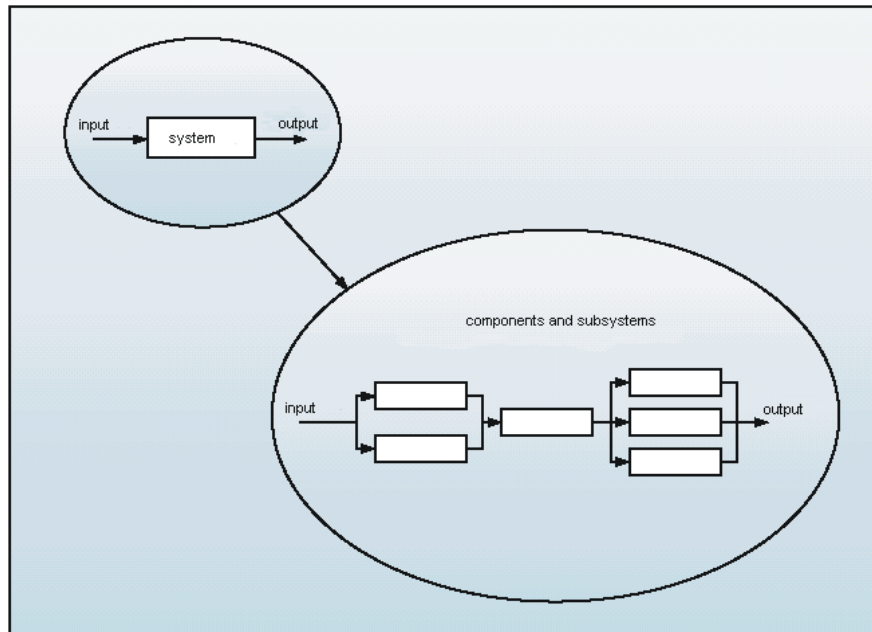 input
output
system
components and subsystems
input
output